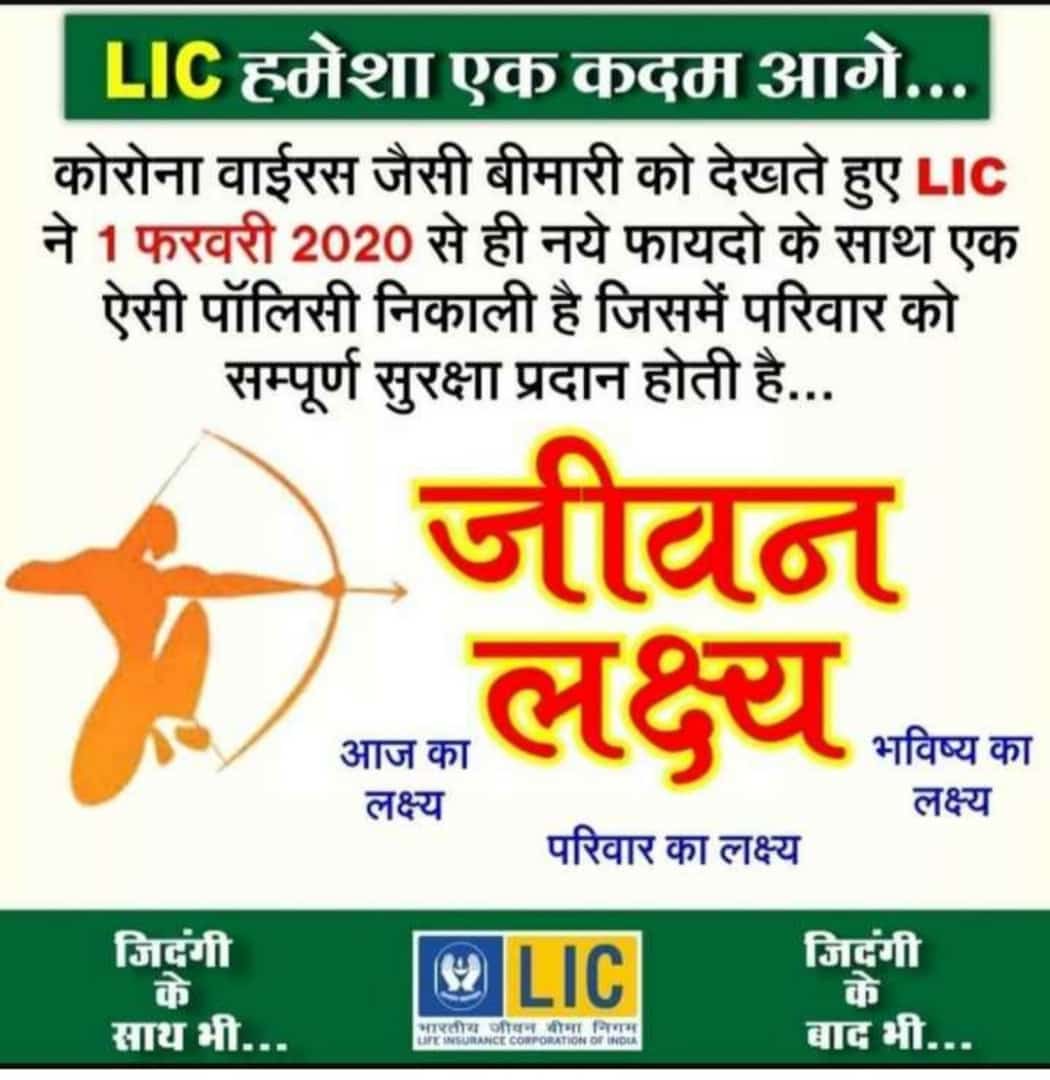 LIC हमेशा एक कदम आगे...
कोरोना वाईरस जैसी बीमारी को देखते हुए LIC
ने 1 फरवरी 2020 से ही नये फायदो के साथ एक
ऐसी पॉलिसी निकाली है जिसमें परिवार को
सम्पूर्ण सुरक्षा प्रदान होती है...
जीवन
लक्ष्य
आज का
लक्ष्य
भविष्य का
लक्ष्य
परिवार का लक्ष्य
जिदंगी
के
साथ भी...
LIC
भारतीय जीवन बीमा निगम
LIFE INSURANCE CORPORATION OF INDIA
जिदंगी
के
बाद भी...